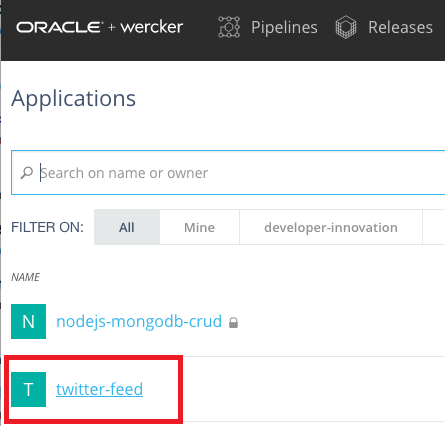 ORACLE + wercker Pipelines Releases
Applications
Search on name or owner
FILTER ON: All Mine developer-innovation
NAME
N nodejs-mongodb-crud
T twitter-feed